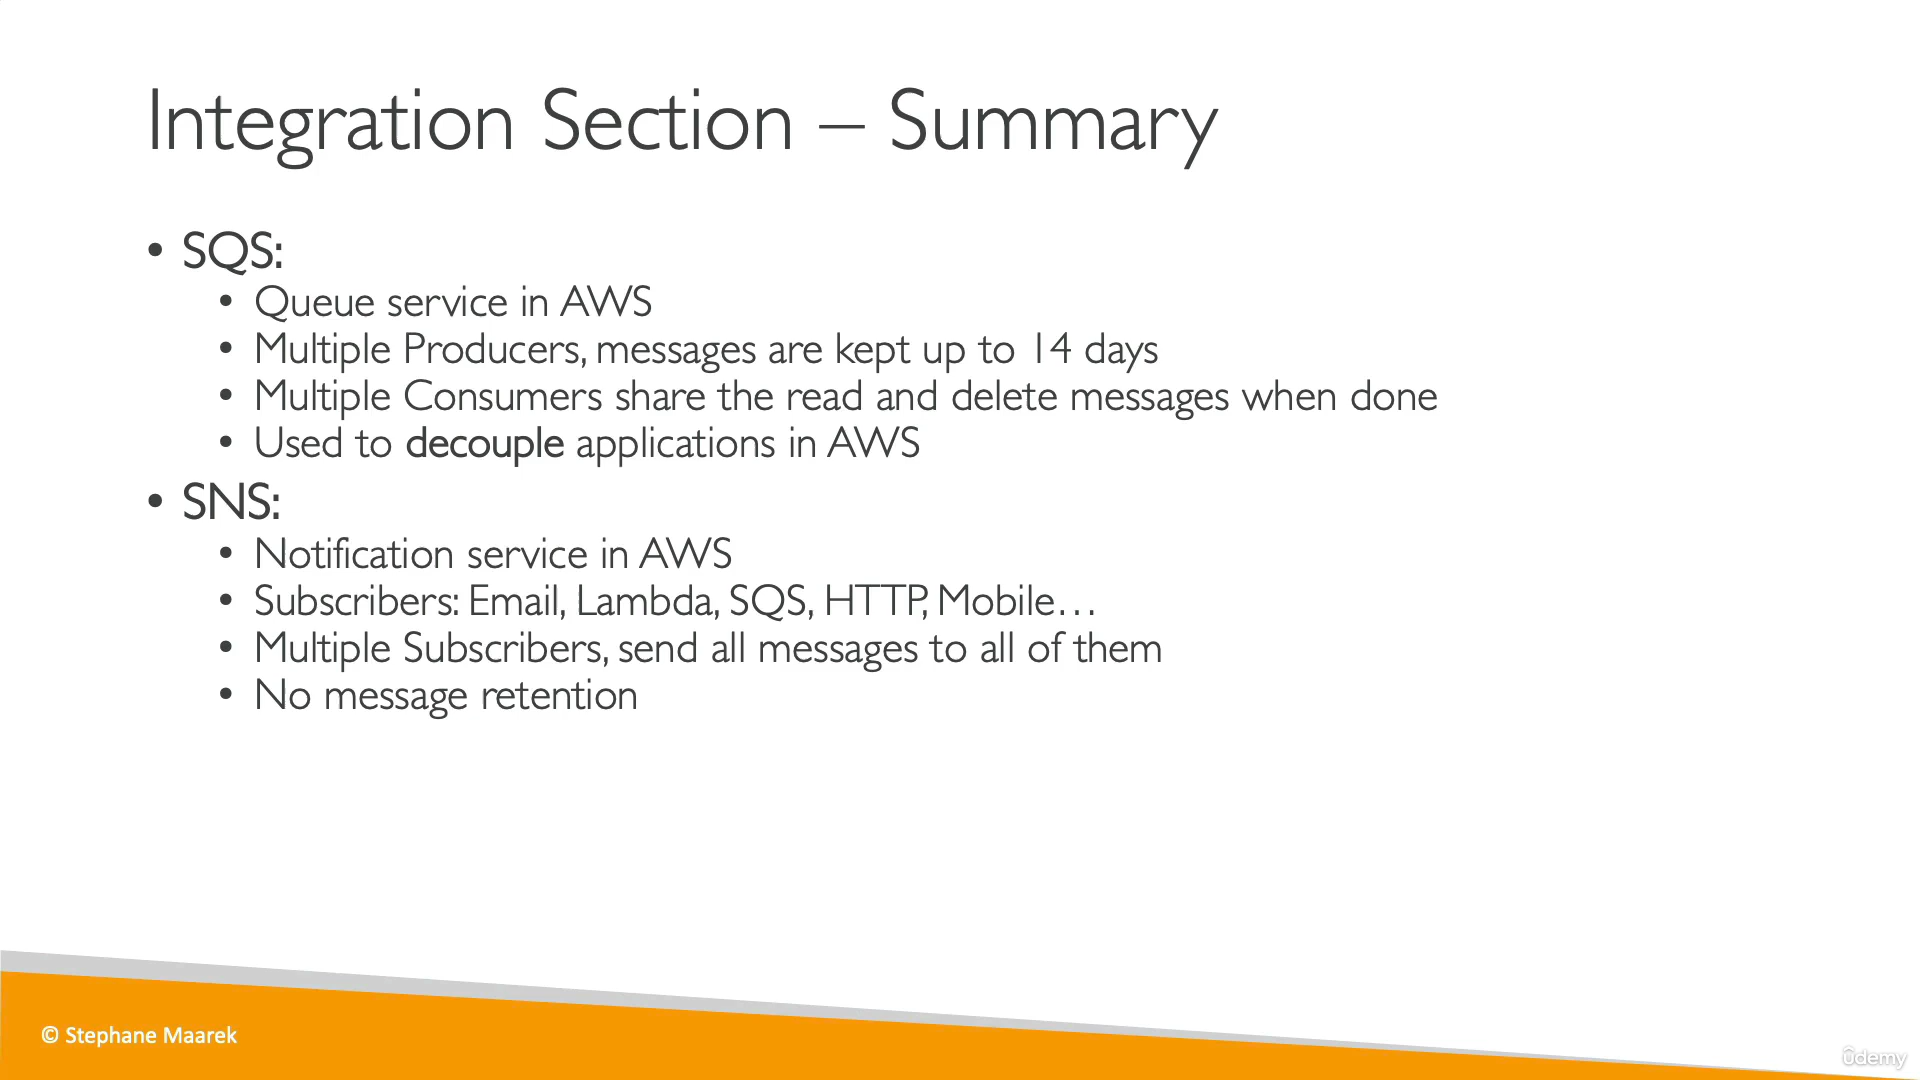 Integration Section – Summary
• SQS:
• Queue service in AWS
• Multiple Producers, messages are kept up to 14 days
• Multiple Consumers share the read and delete messages when done
• Used to decouple applications in AWS
• SNS:
• Notification service in AWS
• Subscribers: Email, Lambda, SQS, HTTP, Mobile…
• Multiple Subscribers, send all messages to all of them
• No message retention
© Stephane Maarek
ûdemy